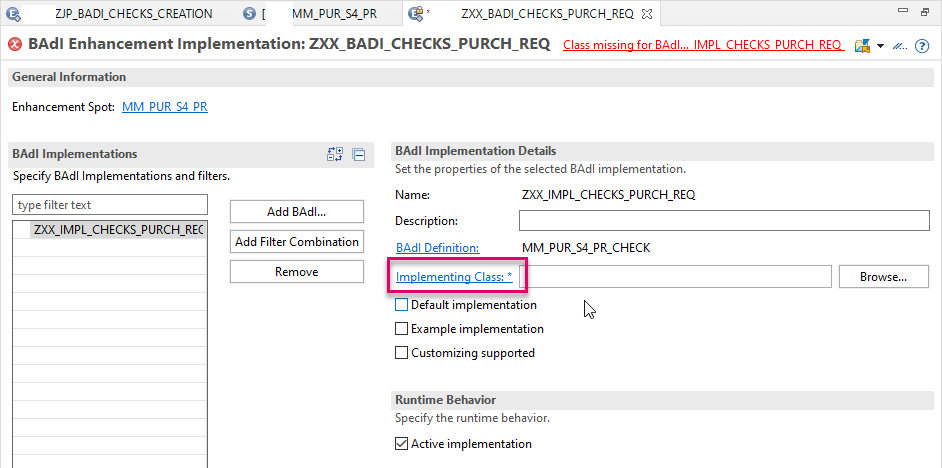 ZJP_BADI_CHECKS_CREATION
MM_PUR_S4_PR
ZXX_BADI_CHECKS_PURCH_REQ
BAdI Enhancement Implementation: ZXX_BADI_CHECKS_PURCH_REQ
Class missing for BAdI... IMPL_CHECKS_PURCH_REQ
General Information
Enhancement Spot: MM_PUR_S4_PR
BAdI Implementations
Specify BAdI Implementations and filters.
type filter text
ZXX_IMPL_CHECKS_PURCH_REQ
Add BAdI...
Add Filter Combination
Remove
BAdI Implementation Details
Set the properties of the selected BAdI implementation.
Name: ZXX_IMPL_CHECKS_PURCH_REQ
Description:
BAdI Definition: MM_PUR_S4_PR_CHECK
Implementing Class: *
Browse...
Default implementation
Example implementation
Customizing supported
Runtime Behavior
Specify the runtime behavior.
Active implementation